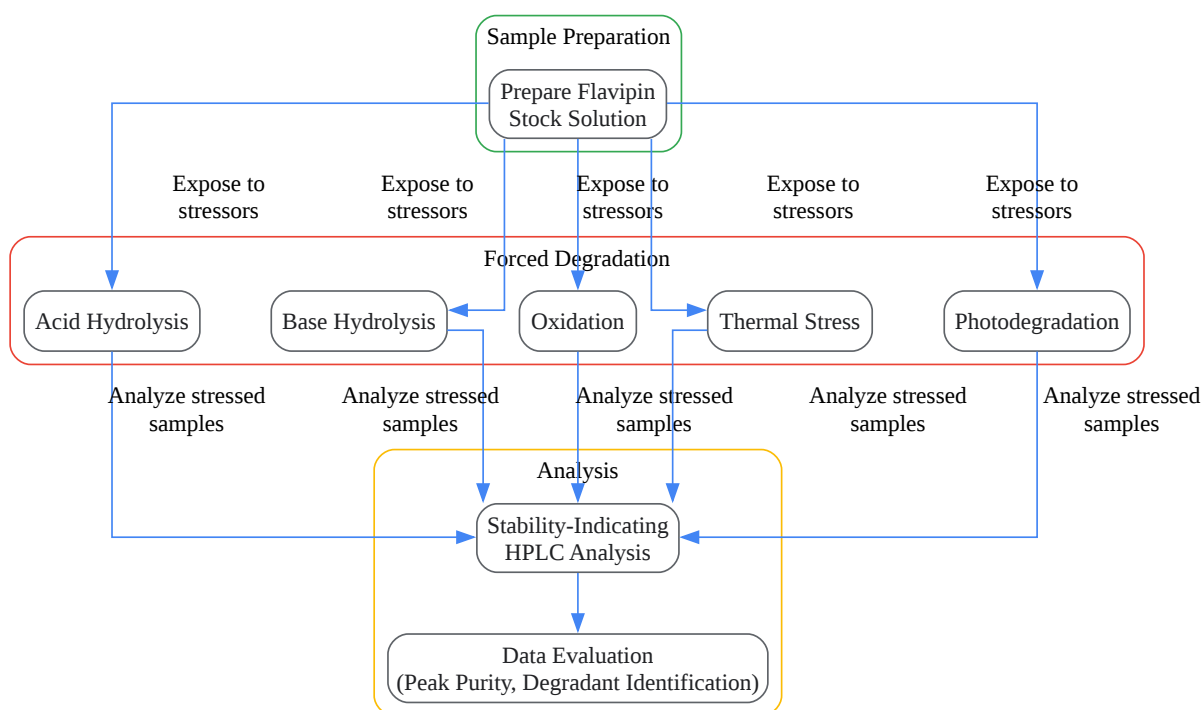 Sample Preparation
Prepare Flavipin
Stock Solution
Expose to
stressors
Expose to
stressors
Expose to
stressors
Expose to
stressors
Expose to
stressors
Forced Degradation
Acid Hydrolysis
Base Hydrolysis
Oxidation
Thermal Stress
Photodegradation
Analyze stressed
samples
Analyze stressed
samples
Analyze stressed
samples
Analyze stressed
samples
Analyze stressed
samples
Analysis
Stability-Indicating
HPLC Analysis
Data Evaluation
(Peak Purity, Degradant Identification)